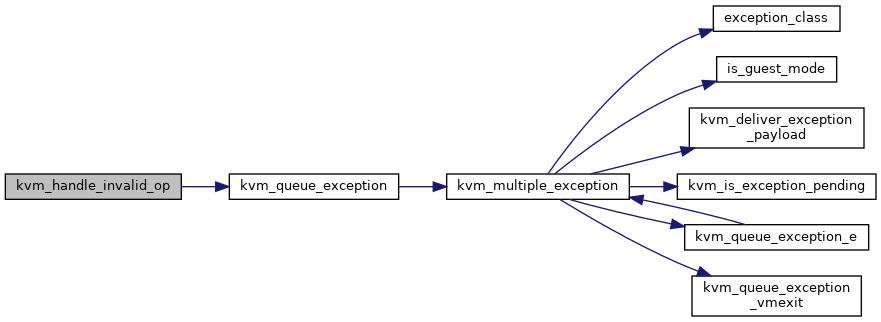 kvm_handle_invalid_op
kvm_queue_exception
kvm_multiple_exception
exception_class
is_guest_mode
kvm_deliver_exception
_payload
kvm_is_exception_pending
kvm_queue_exception_e
kvm_queue_exception
_vmexit